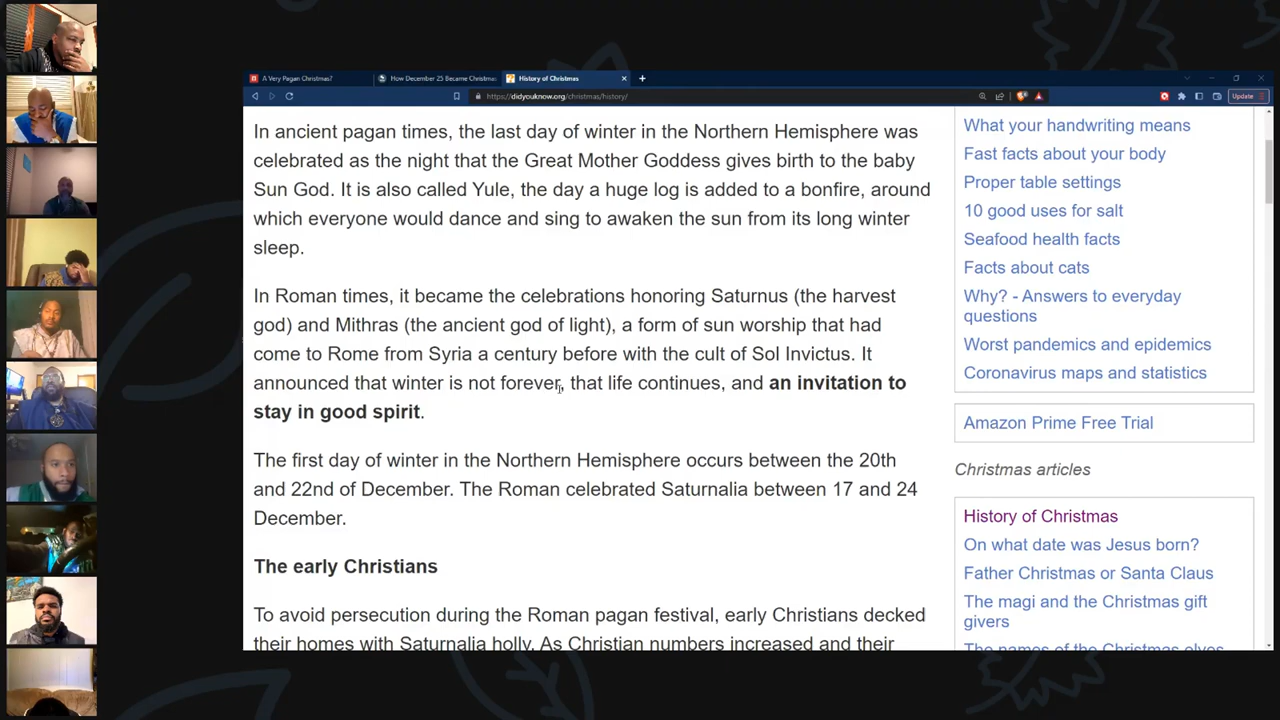 A Very Pagan Christmas?
How December 25 Became Christmas
History of Christmas
https://didyouknow.org/christmas/history/
Update
In ancient pagan times, the last day of winter in the Northern Hemisphere was
celebrated as the night that the Great Mother Goddess gives birth to the baby
Sun God. It is also called Yule, the day a huge log is added to a bonfire, around
which everyone would dance and sing to awaken the sun from its long winter
sleep.
In Roman times, it became the celebrations honoring Saturnus (the harvest
god) and Mithras (the ancient god of light), a form of sun worship that had
come to Rome from Syria a century before with the cult of Sol Invictus. It
announced that winter is not forever, that life continues, and an invitation to
stay in good spirit.
The first day of winter in the Northern Hemisphere occurs between the 20th
and 22nd of December. The Roman celebrated Saturnalia between 17 and 24
December.
The early Christians
To avoid persecution during the Roman pagan festival, early Christians decked
their homes with Saturnalia holly. As Christian numbers increased and their
What your handwriting means
Fast facts about your body
Proper table settings
10 good uses for salt
Seafood health facts
Facts about cats
Why? - Answers to everyday
questions
Worst pandemics and epidemics
Coronavirus maps and statistics
Amazon Prime Free Trial
Christmas articles
History of Christmas
On what date was Jesus born?
Father Christmas or Santa Claus
The magi and the Christmas gift
givers
The names of the Christmas elves